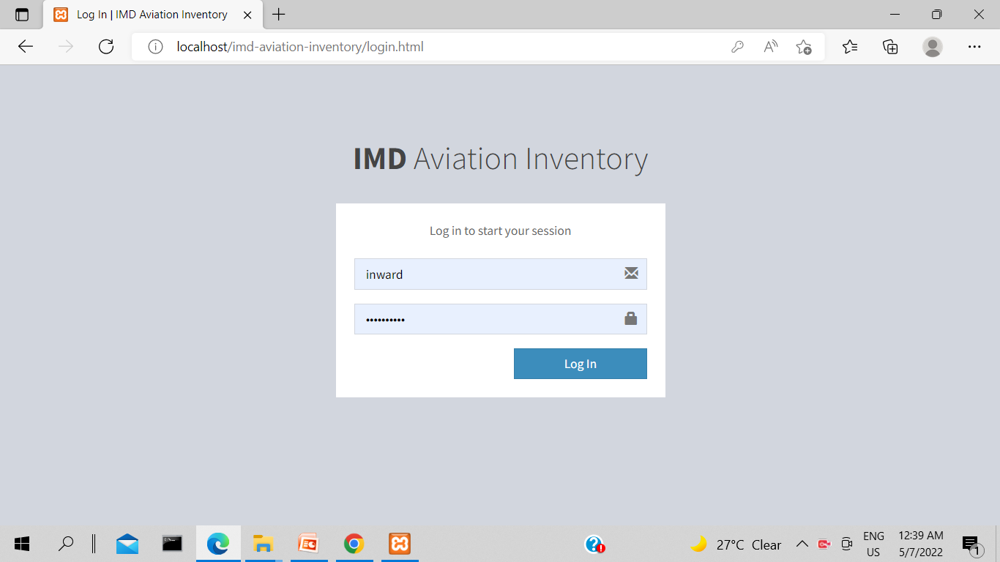 Log In | IMD Aviation Inventory
localhost/imd-aviation-inventory/login.html
IMD Aviation Inventory
Log in to start your session
inward
••••••••••
Log In
27°C Clear
ENG
US
12:39 AM
5/7/2022
1